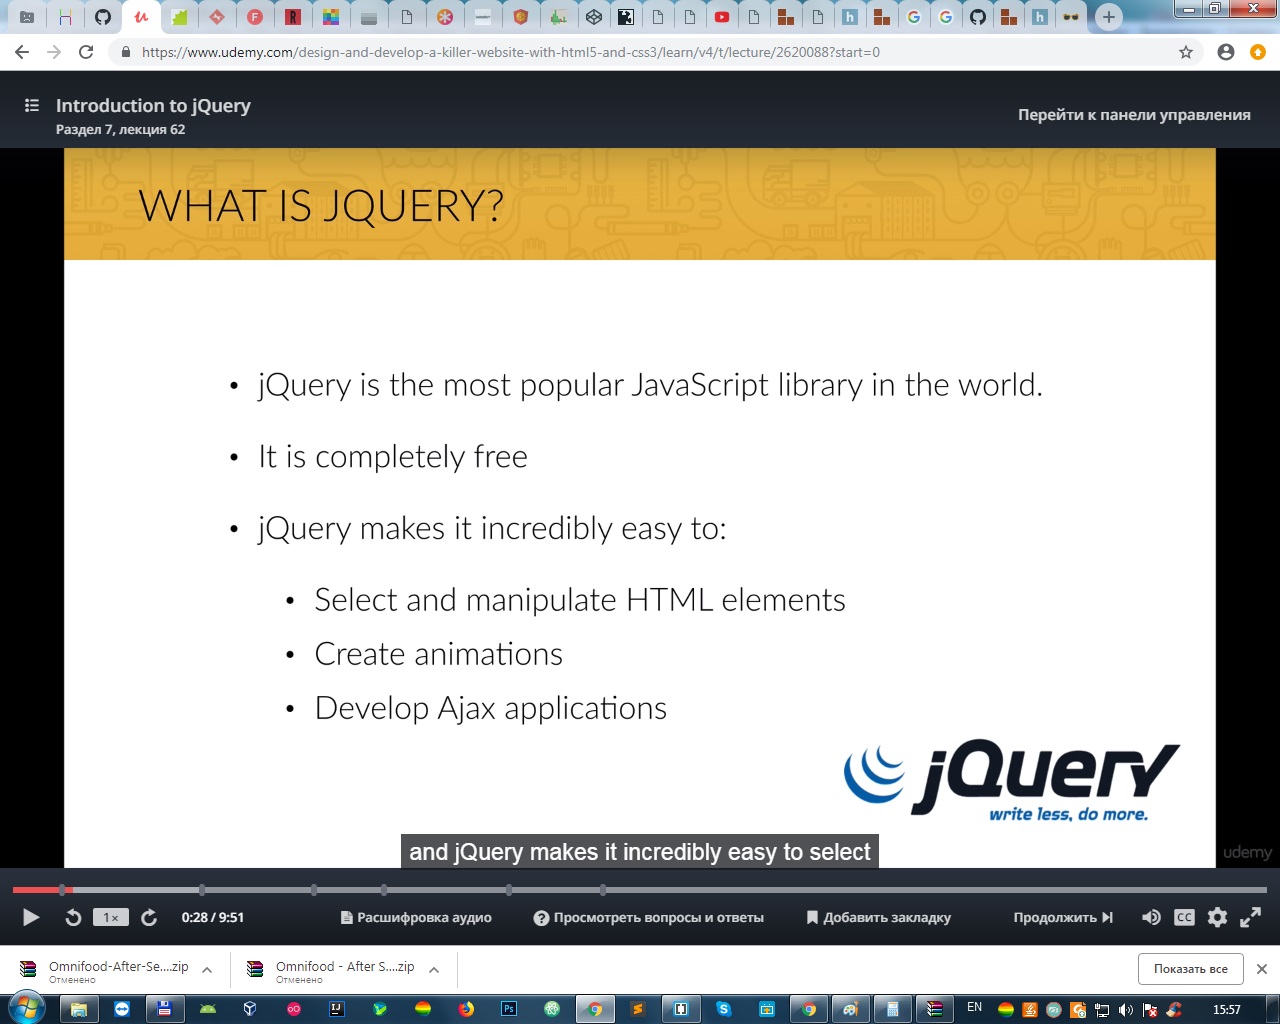 https://www.udemy.com/design-and-develop-a-killer-website-with-html5-and-css3/learn/v4/t/lecture/2620088?start=0
Introduction to jQuery
Раздел 7, лекция 62
Перейти к панели управления
WHAT IS JQUERY?
• jQuery is the most popular JavaScript library in the world.
• It is completely free
• jQuery makes it incredibly easy to:
• Select and manipulate HTML elements
• Create animations
• Develop Ajax applications
jQuery
write less, do more.
and jQuery makes it incredibly easy to select
udemy
1×
0:28 / 9:51
Расшифровка аудио
Просмотреть вопросы и ответы
Добавить закладку
Продолжить
CC
Omnifood-After-Se....zip
Отменено
Omnifood - After S....zip
Отменено
Показать все
EN
15:57